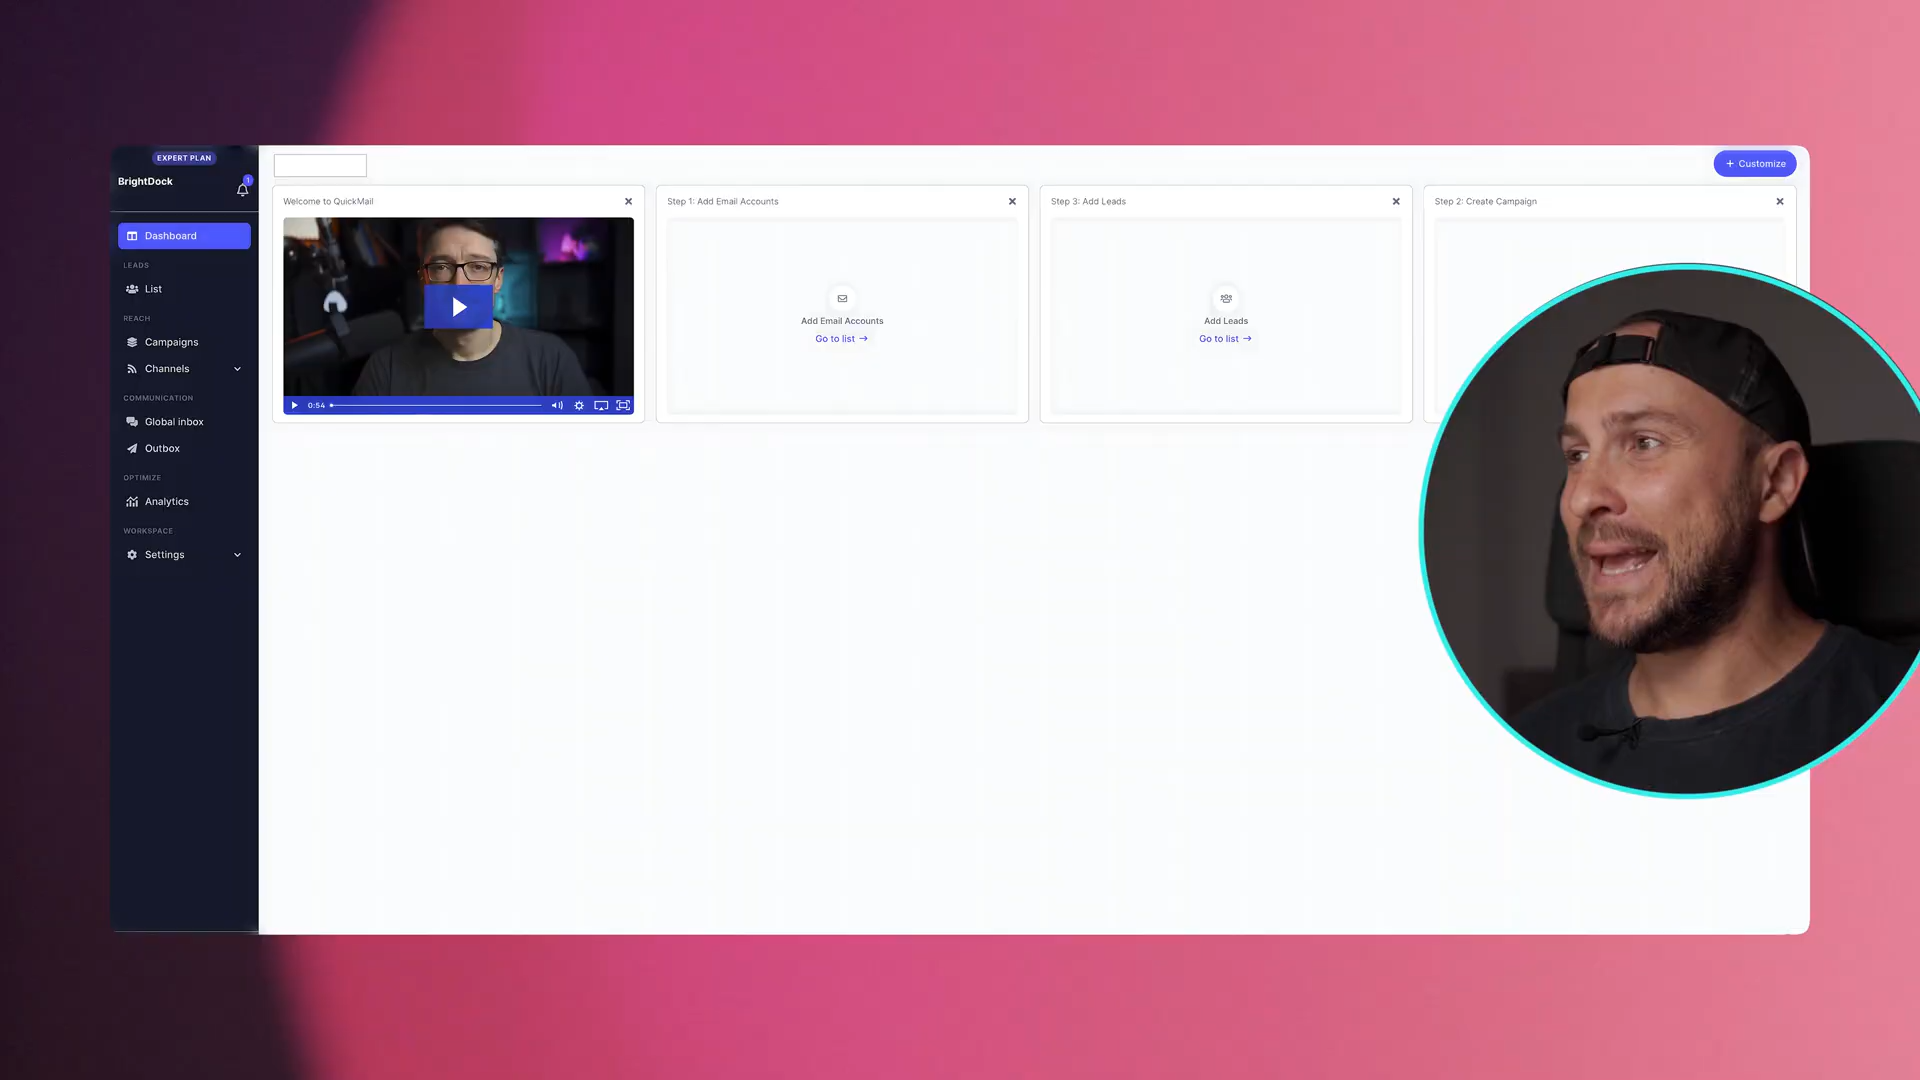 EXPERT PLAN
BrightDock
1
Dashboard
LEADS
List
REACH
Campaigns
Channels
COMMUNICATION
Global inbox
Outbox
OPTIMIZE
Analytics
WORKSPACE
Settings
+ Customize
Welcome to QuickMail
0:54
Step 1: Add Email Accounts
Add Email Accounts
Go to list →
Step 3: Add Leads
Add Leads
Go to list →
Step 2: Create Campaign